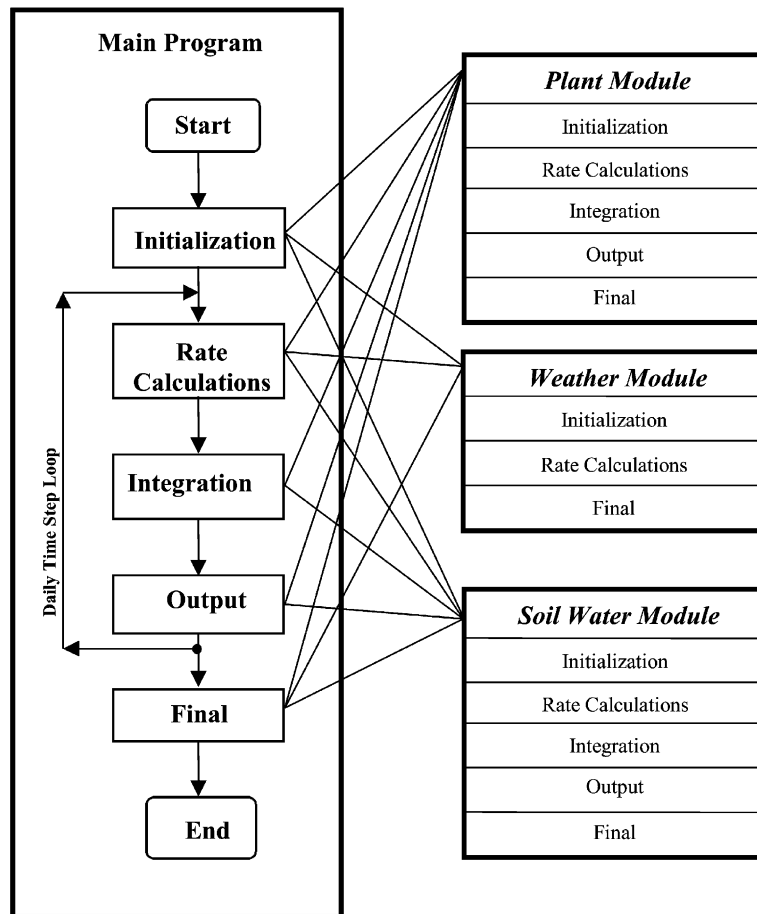 Main Program
Start
Initialization
Rate
Calculations
Integration
Output
Final
End
Daily Time Step Loop
Plant Module
Initialization
Rate Calculations
Integration
Output
Final
Weather Module
Initialization
Rate Calculations
Final
Soil Water Module
Initialization
Rate Calculations
Integration
Output
Final